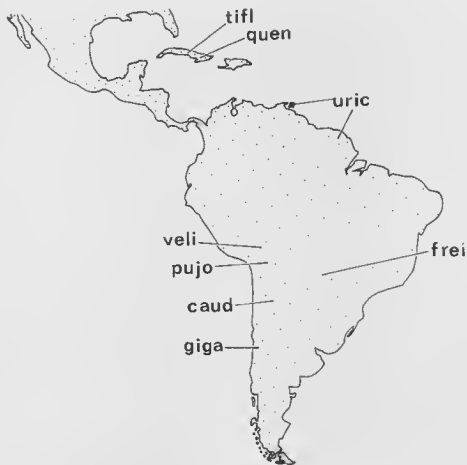 tifl
quen
uric
veli
frei
pujo
caud
giga